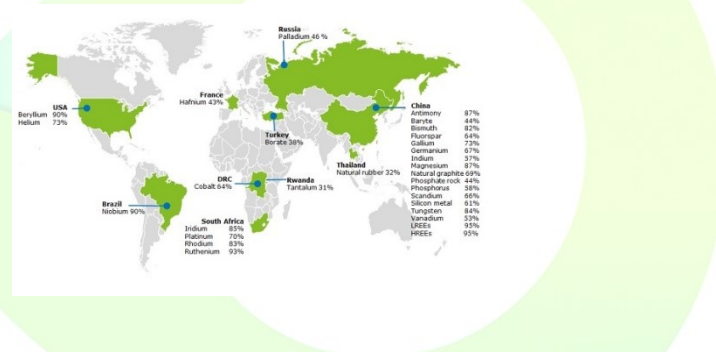 Russia
Palladium 46 %
France
Hafnium 43%
USA
Beryllium 90%
Helium 73%
Turkey
Borate 38%
China
Antimony 87%
Baryte 44%
Bismuth 82%
Fluorspar 64%
Gallium 73%
Germanium 67%
Indium 57%
Magnesium 87%
Natural graphite 69%
Phosphate rock 44%
Phosphorus 58%
Scandium 66%
Silicon metal 61%
Tungsten 84%
Vanadium 53%
LREEs 95%
HREEs 95%
Thailand
Natural rubber 32%
DRC
Cobalt 64%
Rwanda
Tantalum 31%
Brazil
Niobium 90%
South Africa
Iridium 85%
Platinum 70%
Rhodium 83%
Ruthenium 93%